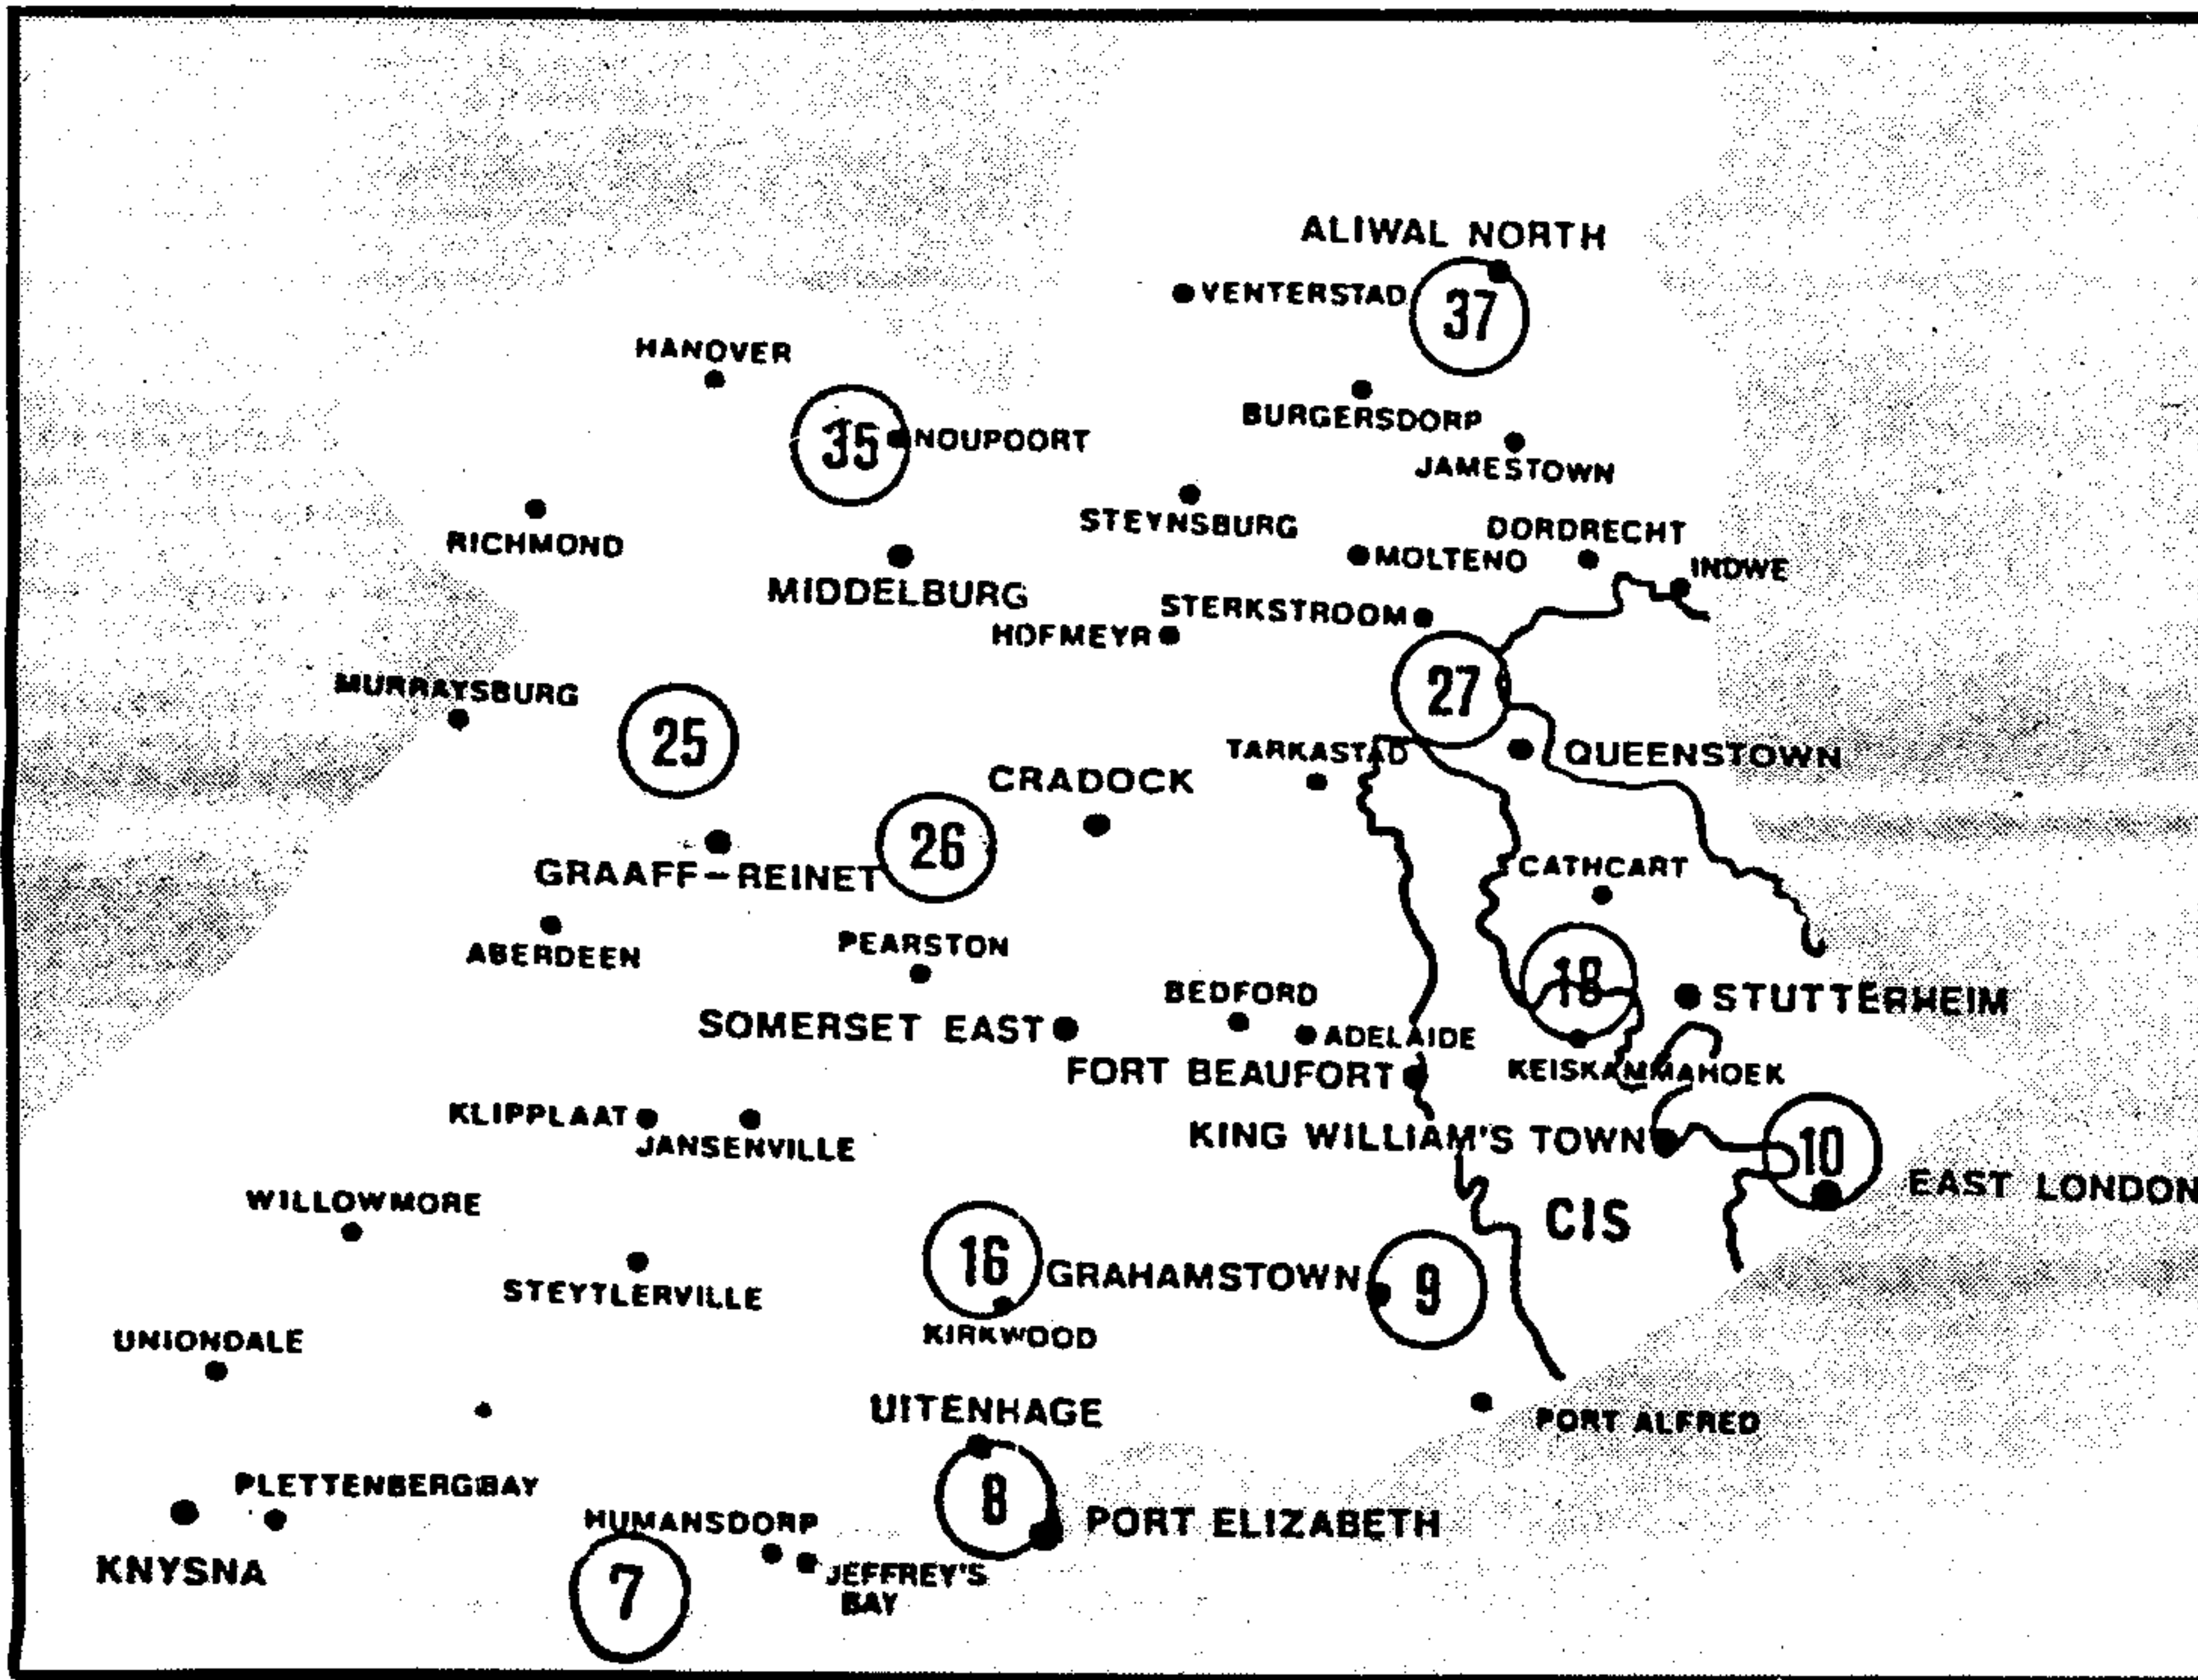 ALIWAL NORTH
VENTERSTAD
37
HANOVER
BURGERSDORP
35
NOUPOORT
JAMESTOWN
RICHMOND
STEYNSBURG
DORDRECHT
MOLTENO
INDWE
MIDDELBURG
STERKSTROOM
HOFMEYR
27
MURRAYSBURG
25
TARKASTAD
QUEENSTOWN
CRADOCK
26
GRAAFF-REINET
CATHCART
ABERDEEN
PEARSTON
18
BEDFORD
STUTTERHEIM
SOMERSET EAST
ADELAIDE
FORT BEAUFORT
KEISKAMMAHOEK
KLIPPLAAT
JANSENVILLE
KING WILLIAM'S TOWN
10
EAST LONDON
WILLOWMORE
CIS
16
GRAHAMSTOWN
9
STEYTLERVILLE
KIRKWOOD
UNIONDALE
UITENHAGE
PORT ALFRED
PLETTENBERGBAY
8
HUMANSDORP
PORT ELIZABETH
KNYSNA
7
JEFFREY'S
BAY